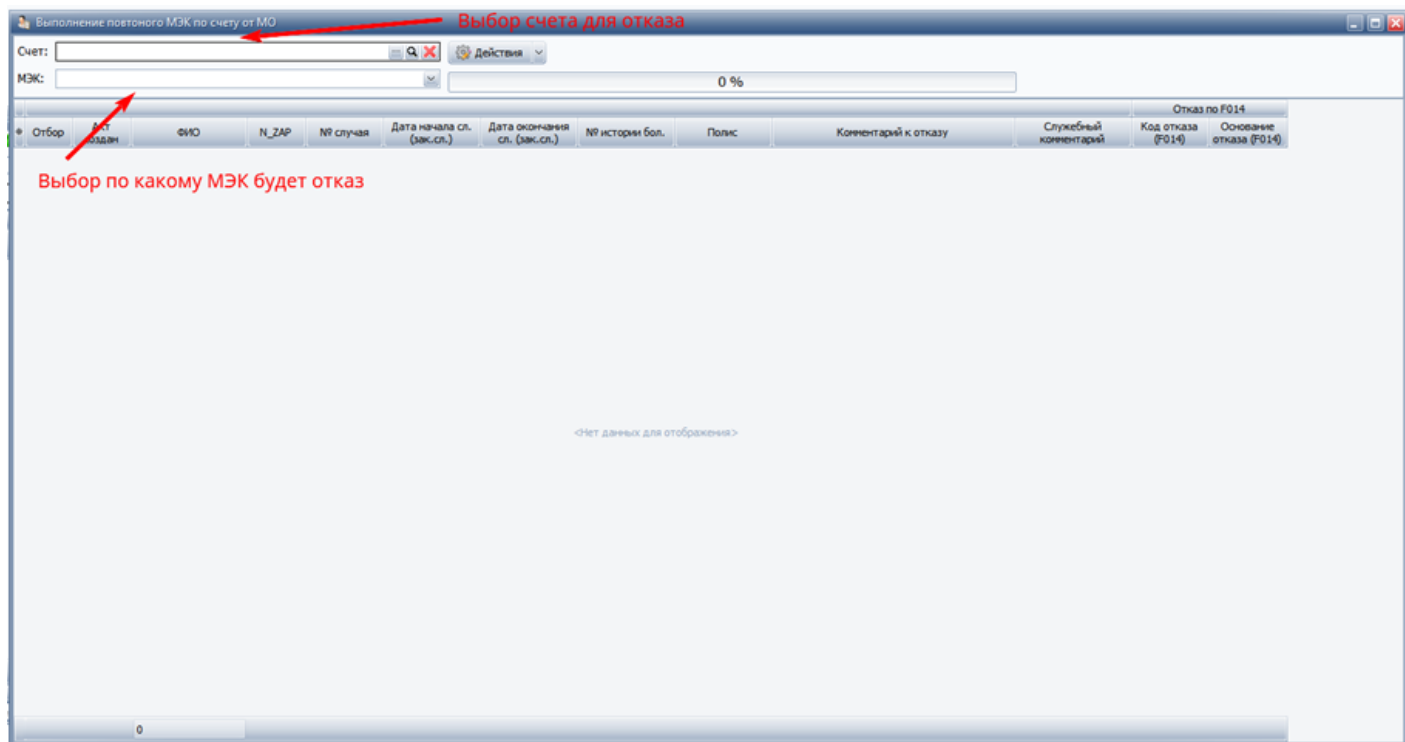 Выполнение повтоного МЭК по счету от МО
Выбор счета для отказа
Счет:
Действия
МЭК:
0 %
Отказ по F014
Отбор
Акт создан
ФИО
N_ZAP
№ случая
Дата начала сл. (зак.сл.)
Дата окончания сл. (зак.сл.)
№ истории бол.
Полис
Комментарий к отказу
Служебный комментарий
Код отказа (F014)
Основание отказа (F014)
Выбор по какому МЭК будет отказ
<Нет данных для отображения>
0